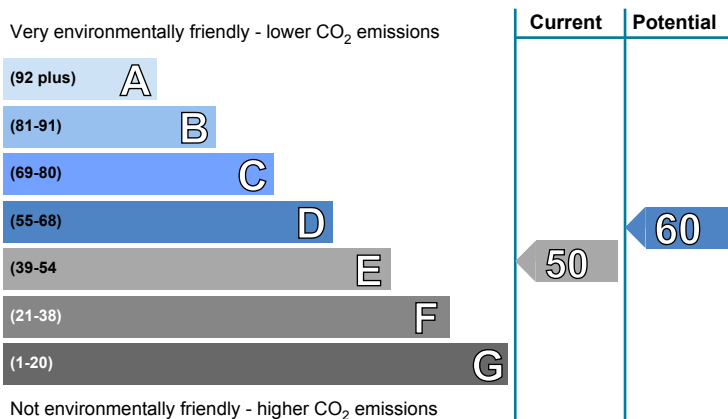 Current Potential
Very environmentally friendly - lower CO2 emissions
(92 plus) A
(81-91) B
(69-80) C
(55-68) D
60
(39-54 E
50
(21-38) F
(1-20) G
Not environmentally friendly - higher CO2 emissions